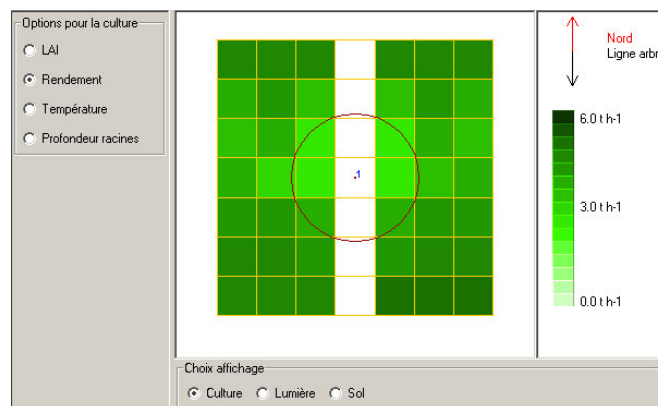 Options pour la culture
LAI
Rendement
Température
Profondeur racines
1
Nord
Ligne arbr
6.0 t h-1
3.0 t h-1
0.0 t h-1
Choix affichage
Culture
Lumière
Sol